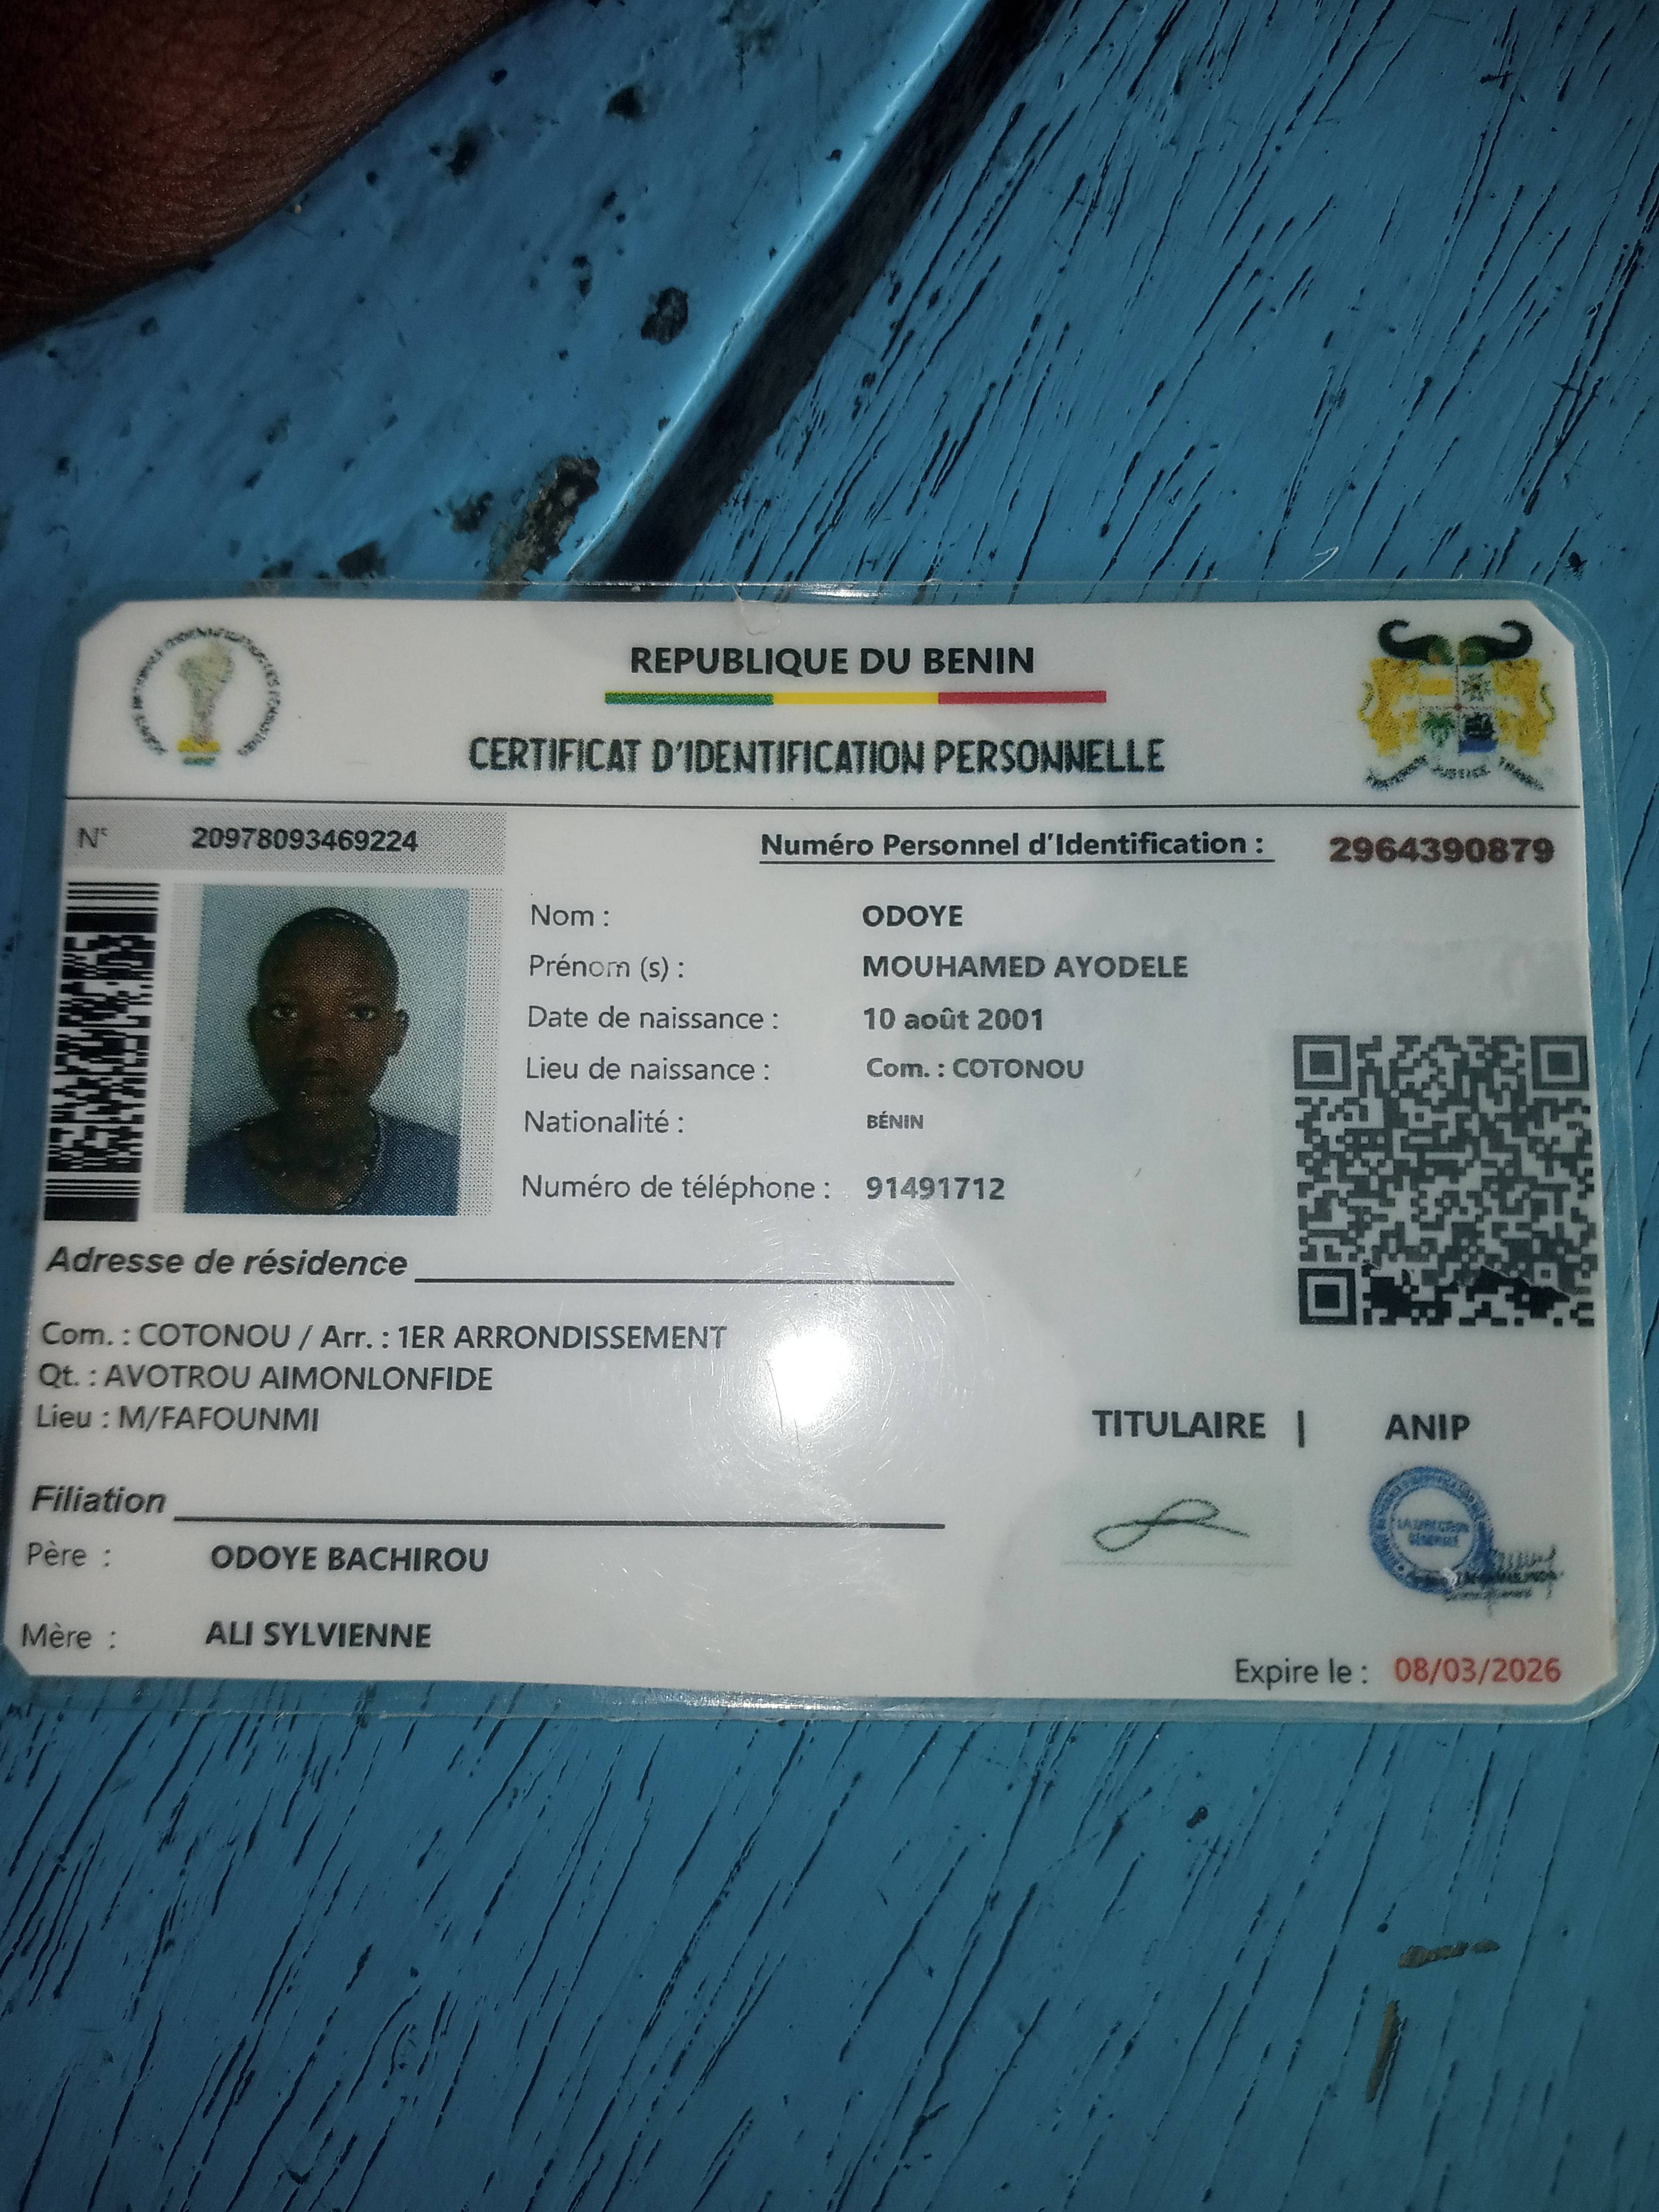 REPUBLIQUE DU BENIN
CERTIFICAT D'IDENTIFICATION PERSONNELLE
N° 20978093469224
Numéro Personnel d'Identification : 2964390879
Nom : ODOYE
Prénom (s) : MOUHAMED AYODELE
Date de naissance : 10 août 2001
Lieu de naissance : Com. : COTONOU
Nationalité : BÉNIN
Numéro de téléphone : 91491712
Adresse de résidence
Com. : COTONOU / Arr. : 1ER ARRONDISSEMENT
Qt. : AVOTROU AIMONLONFIDE
Lieu : M/FAFOUNMI
TITULAIRE | ANIP
LA DIRECTION
GÉNÉRALE
Filiation
Père : ODOYE BACHIROU
Mère : ALI SYLVIENNE
Expire le : 08/03/2026